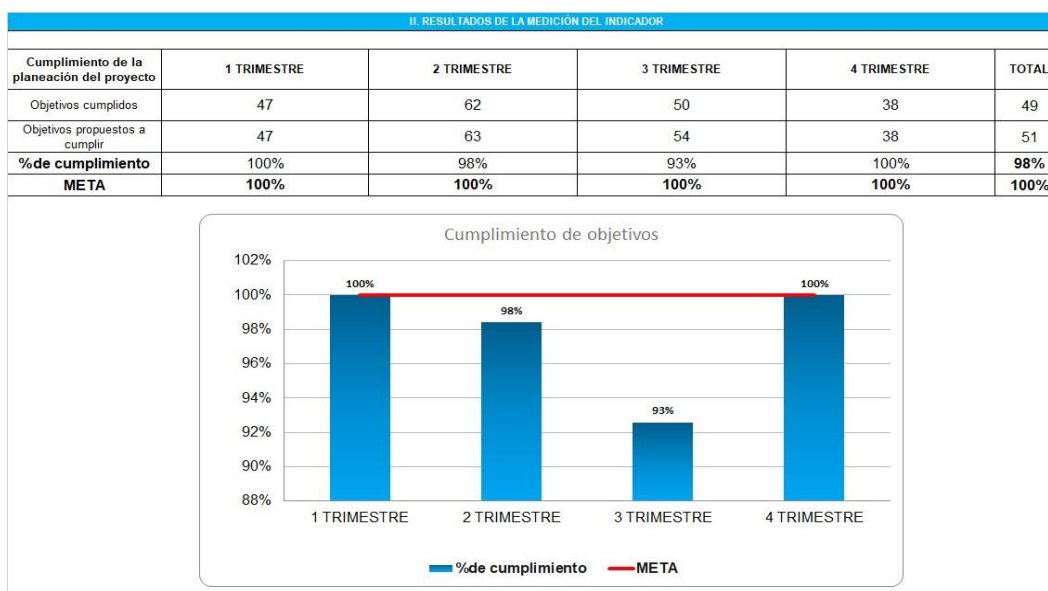 II. RESULTADOS DE LA MEDICIÓN DEL INDICADOR
Cumplimiento de la planeación del proyecto 1 TRIMESTRE 2 TRIMESTRE 3 TRIMESTRE 4 TRIMESTRE TOTAL
Objetivos cumplidos 47 62 50 38 49
Objetivos propuestos a cumplir 47 63 54 38 51
%de cumplimiento 100% 98% 93% 100% 98%
META 100% 100% 100% 100% 100%
Cumplimiento de objetivos
102%
100%
98%
96%
94%
92%
90%
88%
100%
98%
93%
100%
1 TRIMESTRE 2 TRIMESTRE 3 TRIMESTRE 4 TRIMESTRE
%de cumplimiento META